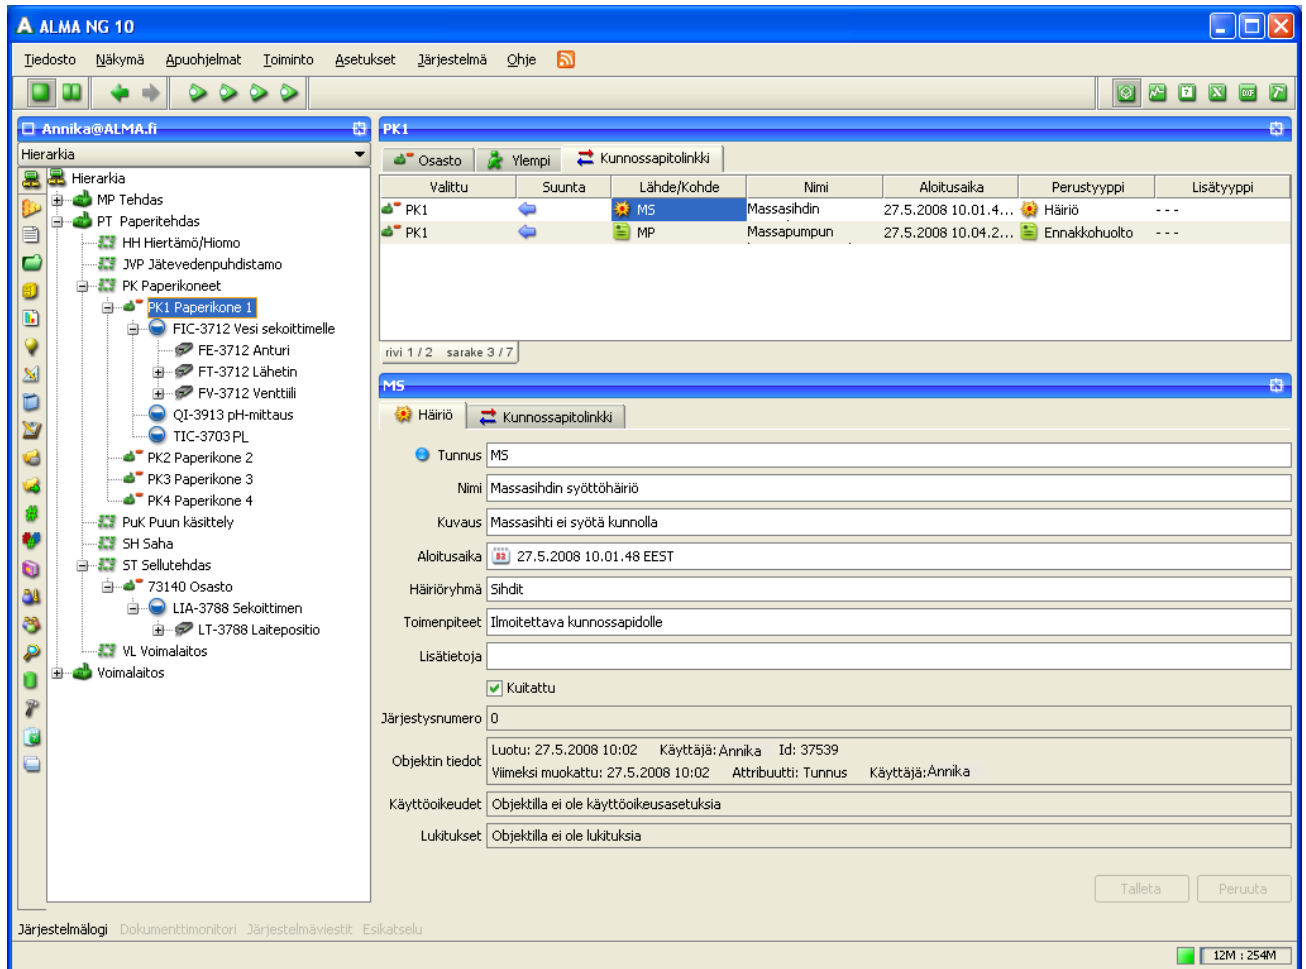 ALMA NG 10
Tiedosto Näkymä Apuohjelmat Toiminto Asetukset Järjestelmä Ohje
Annika@ALMA.fi
Hierarkia
Hierarkia
MP Tehdas
PT Paperitehdas
HH Hiertämö/Hiomo
JVP Jätevedenpuhdistamo
PK Paperikoneet
PK1 Paperikone 1
FIC-3712 Vesi sekoittimelle
FE-3712 Anturi
FT-3712 Lähetin
FV-3712 Venttiili
QI-3913 pH-mittaus
TIC-3703 PL
PK2 Paperikone 2
PK3 Paperikone 3
PK4 Paperikone 4
PuK Puun käsittely
SH Saha
ST Sellutehdas
73140 Osasto
LIA-3788 Sekoittimen
LT-3788 Laitepositio
VL Voimalaitos
Voimalaitos
PK1
Osasto Ylempi Kunnossapitolinkki
Valittu Suunta Lähde/Kohde Nimi Aloitusaika Perustyyppi Lisätyyppi
PK1 MS Massasihdin 27.5.2008 10.01.4... Häiriö ---
PK1 MP Massapumpun 27.5.2008 10.04.2... Ennakkohuolto ---
rivi 1 / 2 sarake 3 / 7
MS
Häiriö Kunnossapitolinkki
Tunnus MS
Nimi Massasihdin syöttöhäiriö
Kuvaus Massasihti ei syötä kunnolla
Aloitusaika 27.5.2008 10.01.48 EEST
Häiriöryhmä Sihdit
Toimenpiteet Ilmoitettava kunnossapidolle
Lisätietoja
Kuitattu
Järjestysnumero 0
Objektin tiedot Luotu: 27.5.2008 10:02 Käyttäjä: Annika Id: 37539
Viimeksi muokattu: 27.5.2008 10:02 Attribuutti: Tunnus Käyttäjä:Annika
Käyttöoikeudet Objektilla ei ole käyttöoikeusasetuksia
Lukitukset Objektilla ei ole lukituksia
Talleta Peruuta
Järjestelmälogi Dokumenttimonitori Järjestelmäviestit Esikatselu
12M : 254M